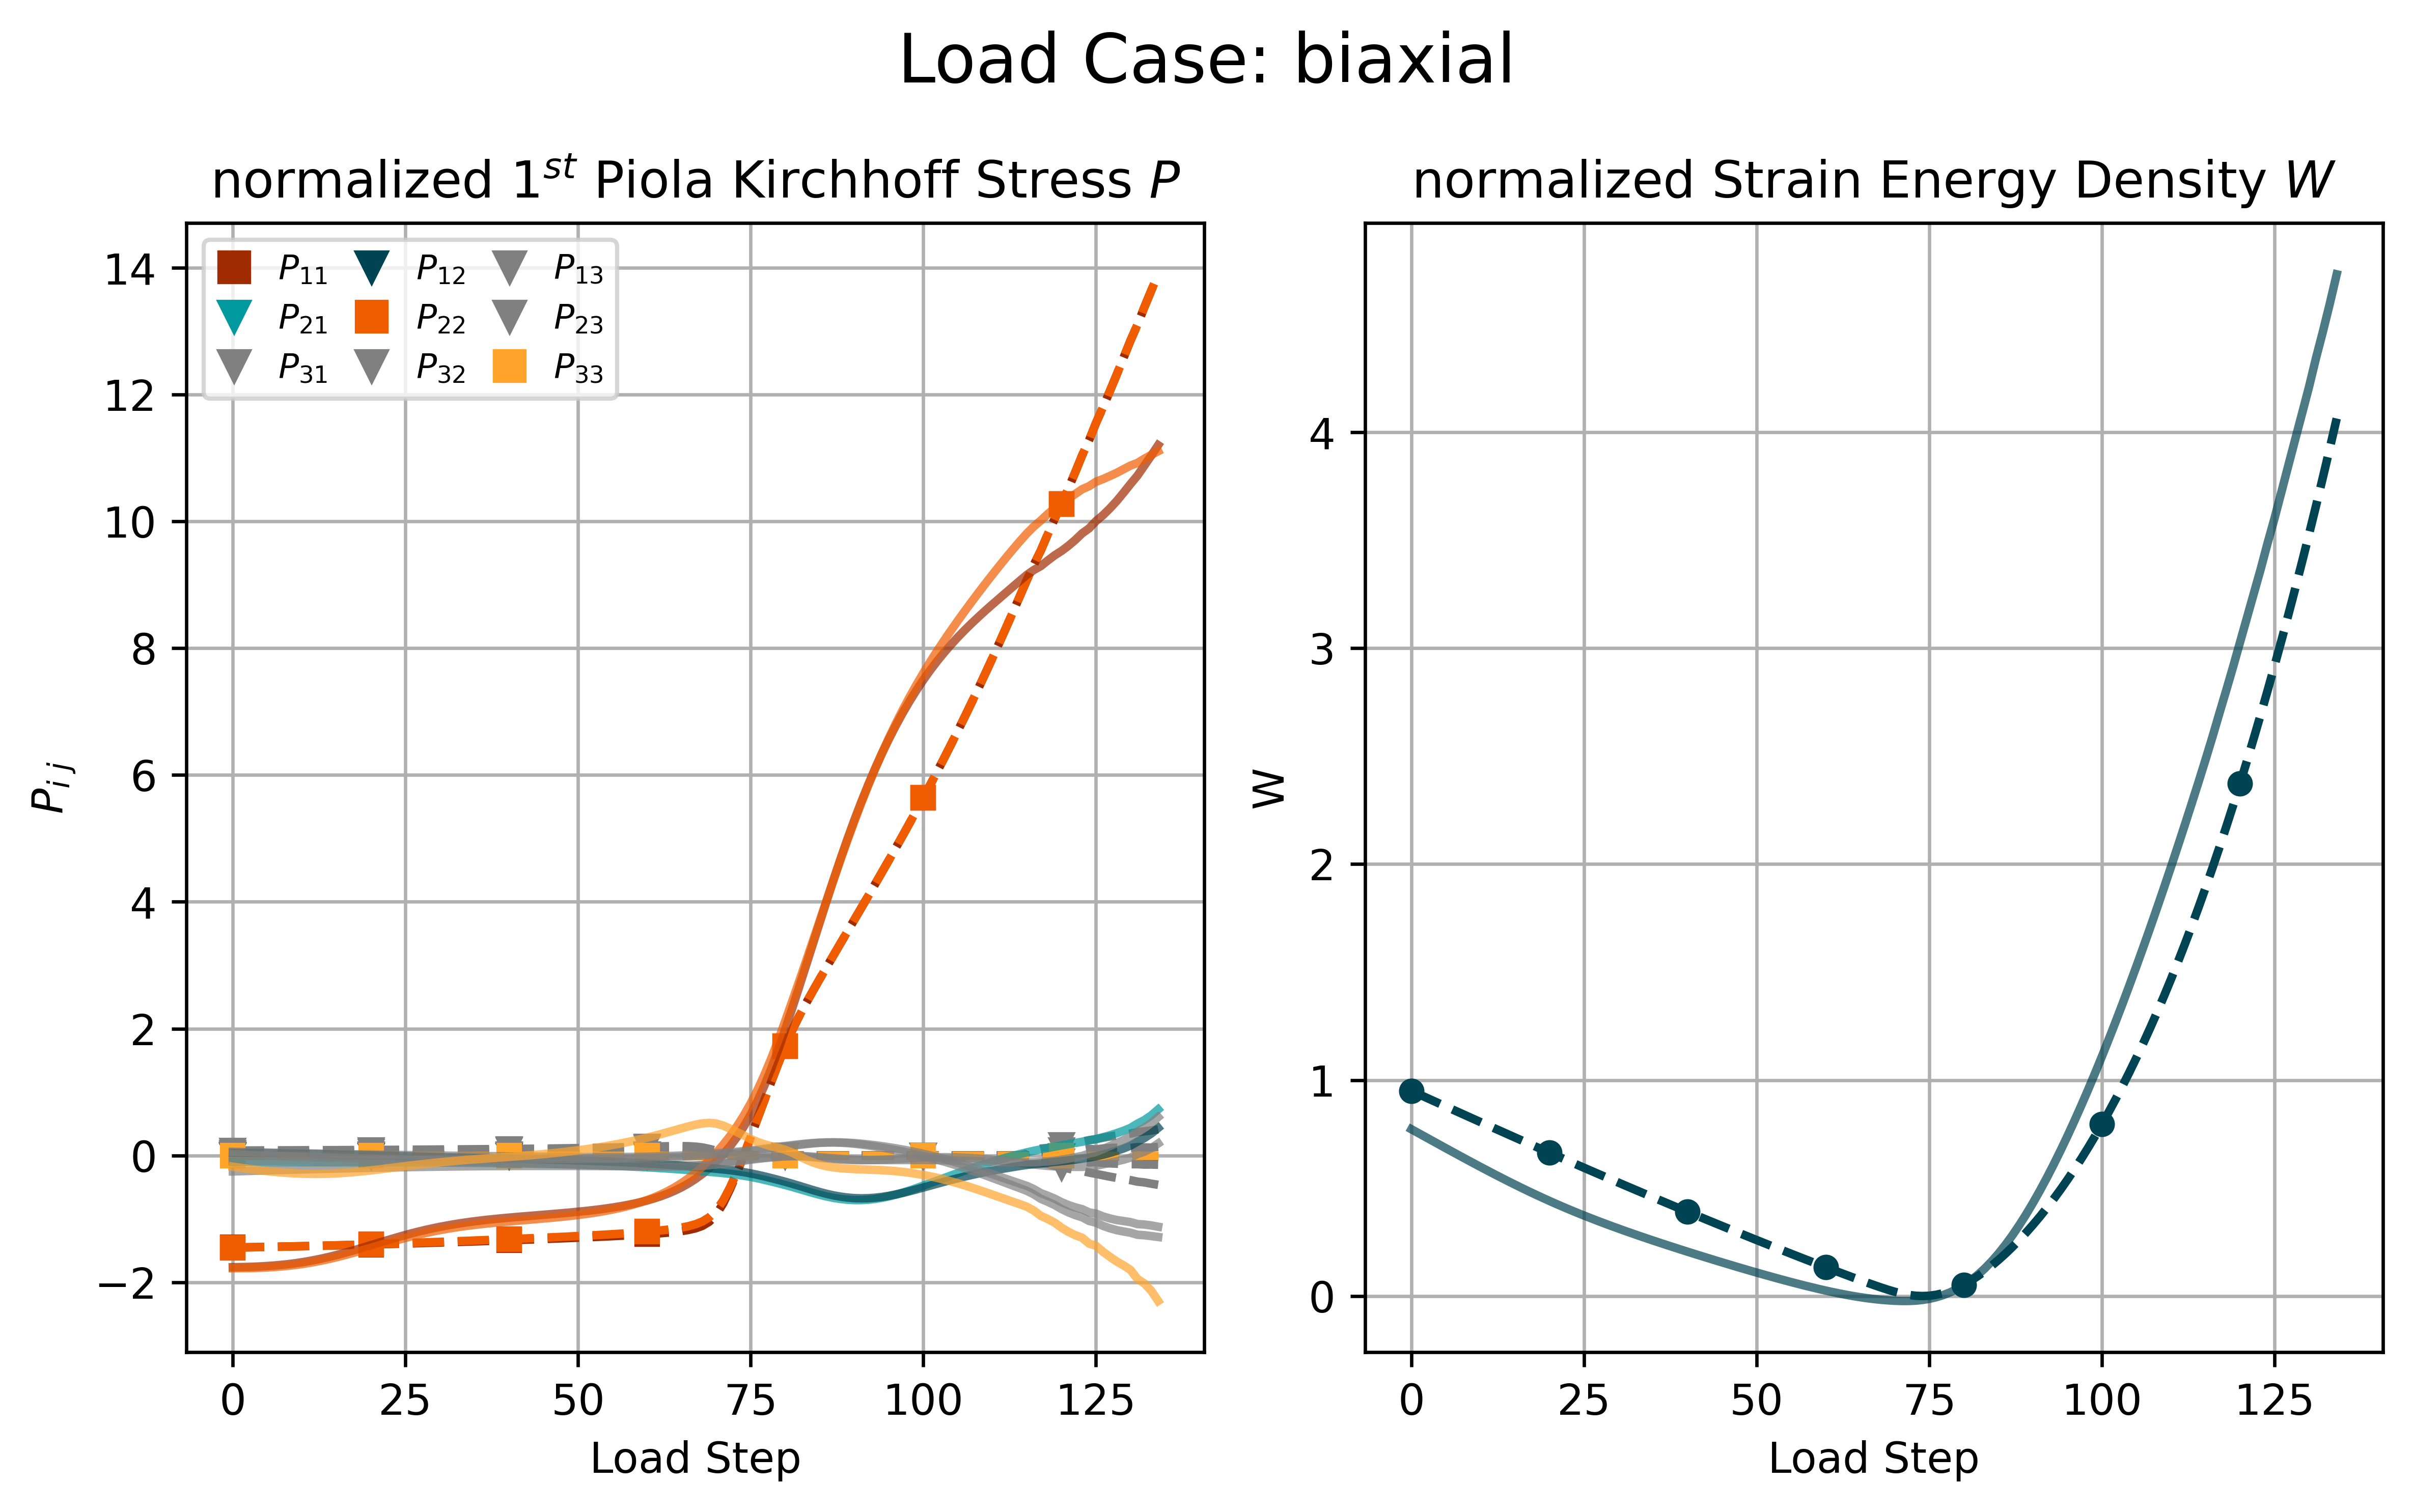 Load Case: biaxial
normalized 1st Piola Kirchhoff Stress P
P11 P12 P13
P21 P22 P23
P31 P32 P33
14
12
10
8
6
4
2
0
−2
Pi j
0 25 50 75 100 125
Load Step
normalized Strain Energy Density W
4
3
2
1
0
W
0 25 50 75 100 125
Load Step